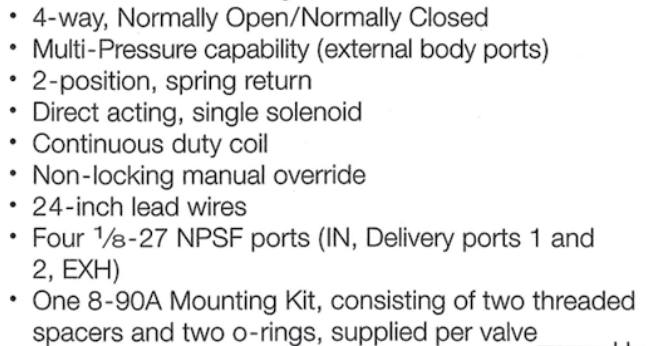 • 4-way, Normally Open/Normally Closed
• Multi-Pressure capability (external body ports)
• 2-position, spring return
• Direct acting, single solenoid
• Continuous duty coil
• Non-locking manual override
• 24-inch lead wires
• Four 1/8-27 NPSF ports (IN, Delivery ports 1 and
2, EXH)
• One 8-90A Mounting Kit, consisting of two threaded
spacers and two o-rings, supplied per valve